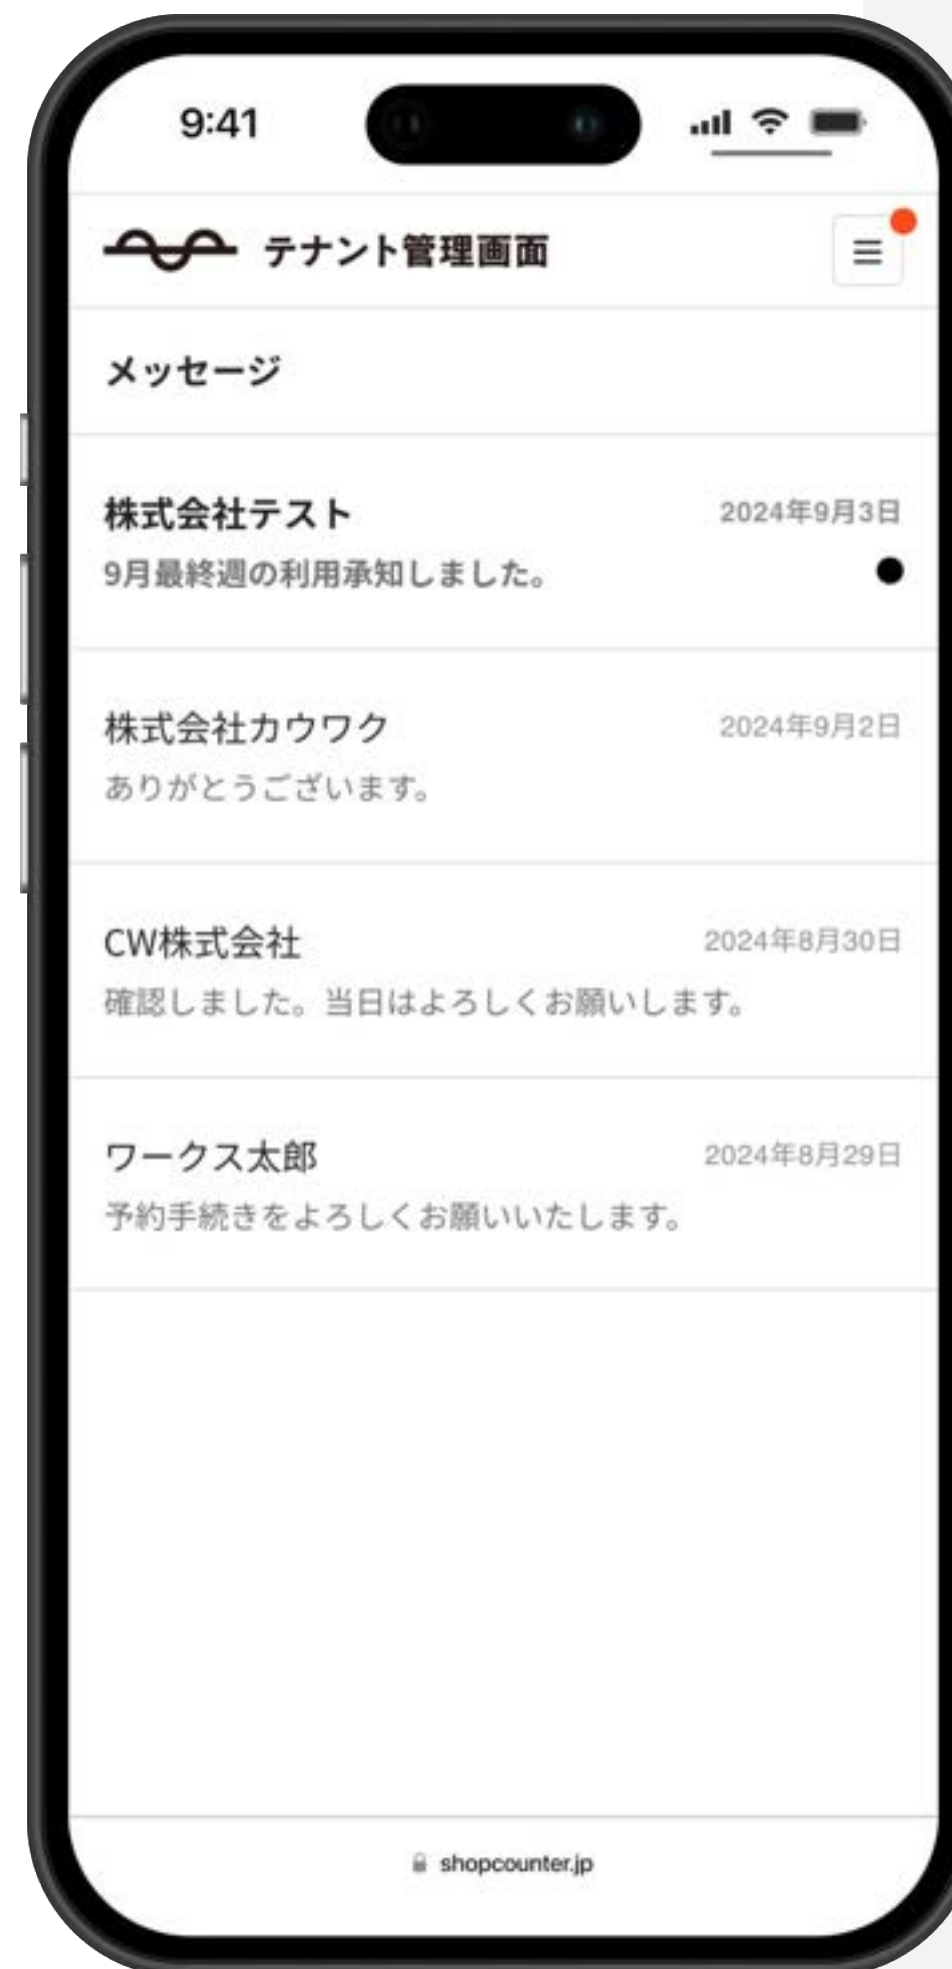 9:41
テナント管理画面
メッセージ
株式会社テスト 2024年9月3日
9月最終週の利用承知しました。
株式会社カウワク 2024年9月2日
ありがとうございます。
CW株式会社 2024年8月30日
確認しました。当日はよろしくお願いします。
ワークス太郎 2024年8月29日
予約手続きをよろしくお願いいたします。
shopcounter.jp